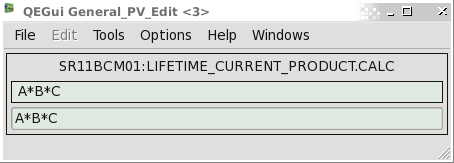 QEGui General_PV_Edit <3>
File Edit Tools Options Help Windows
SR11BCM01:LIFETIME_CURRENT_PRODUCT.CALC
A*B*C
A*B*C